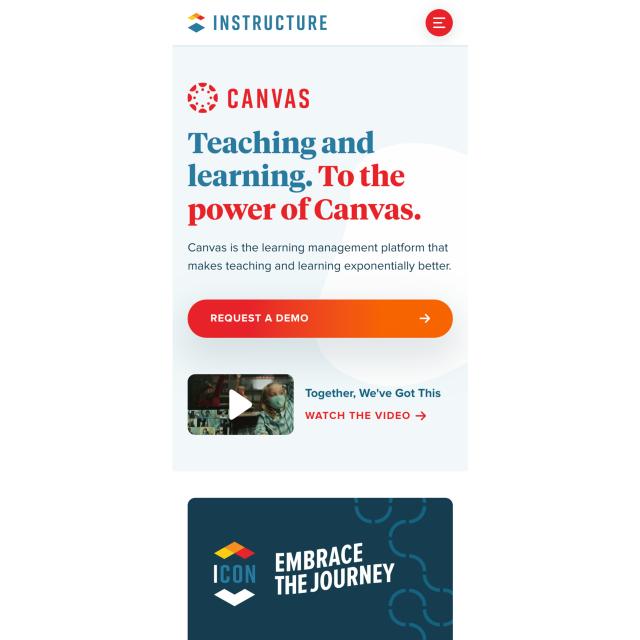 INSTRUCTURE
CANVAS
Teaching and
learning. To the
power of Canvas.
Canvas is the learning management platform that
makes teaching and learning exponentially better.
REQUEST A DEMO
Together, We've Got This
WATCH THE VIDEO
ICON
EMBRACE
THE JOURNEY